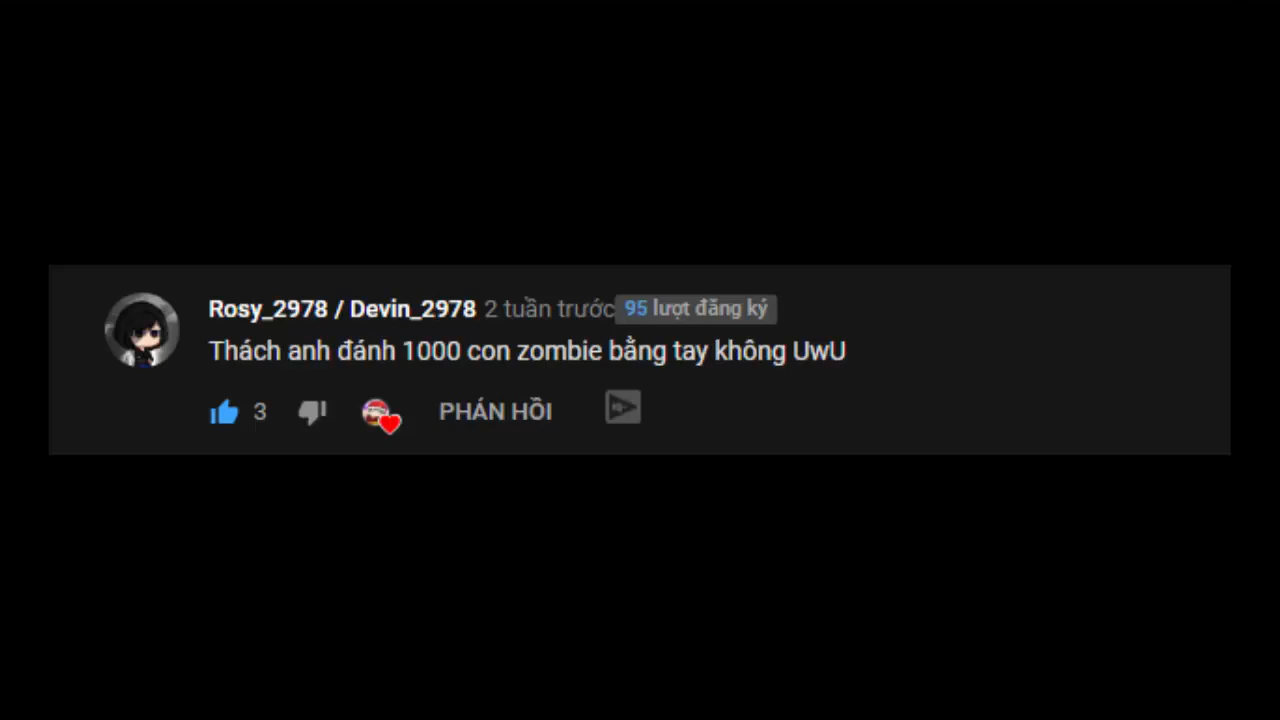 Rosy_2978 / Devin_2978 2 tuần trước 95 lượt đăng ký
Thách anh đánh 1000 con zombie bằng tay không UwU
3 PHẢN HỒI